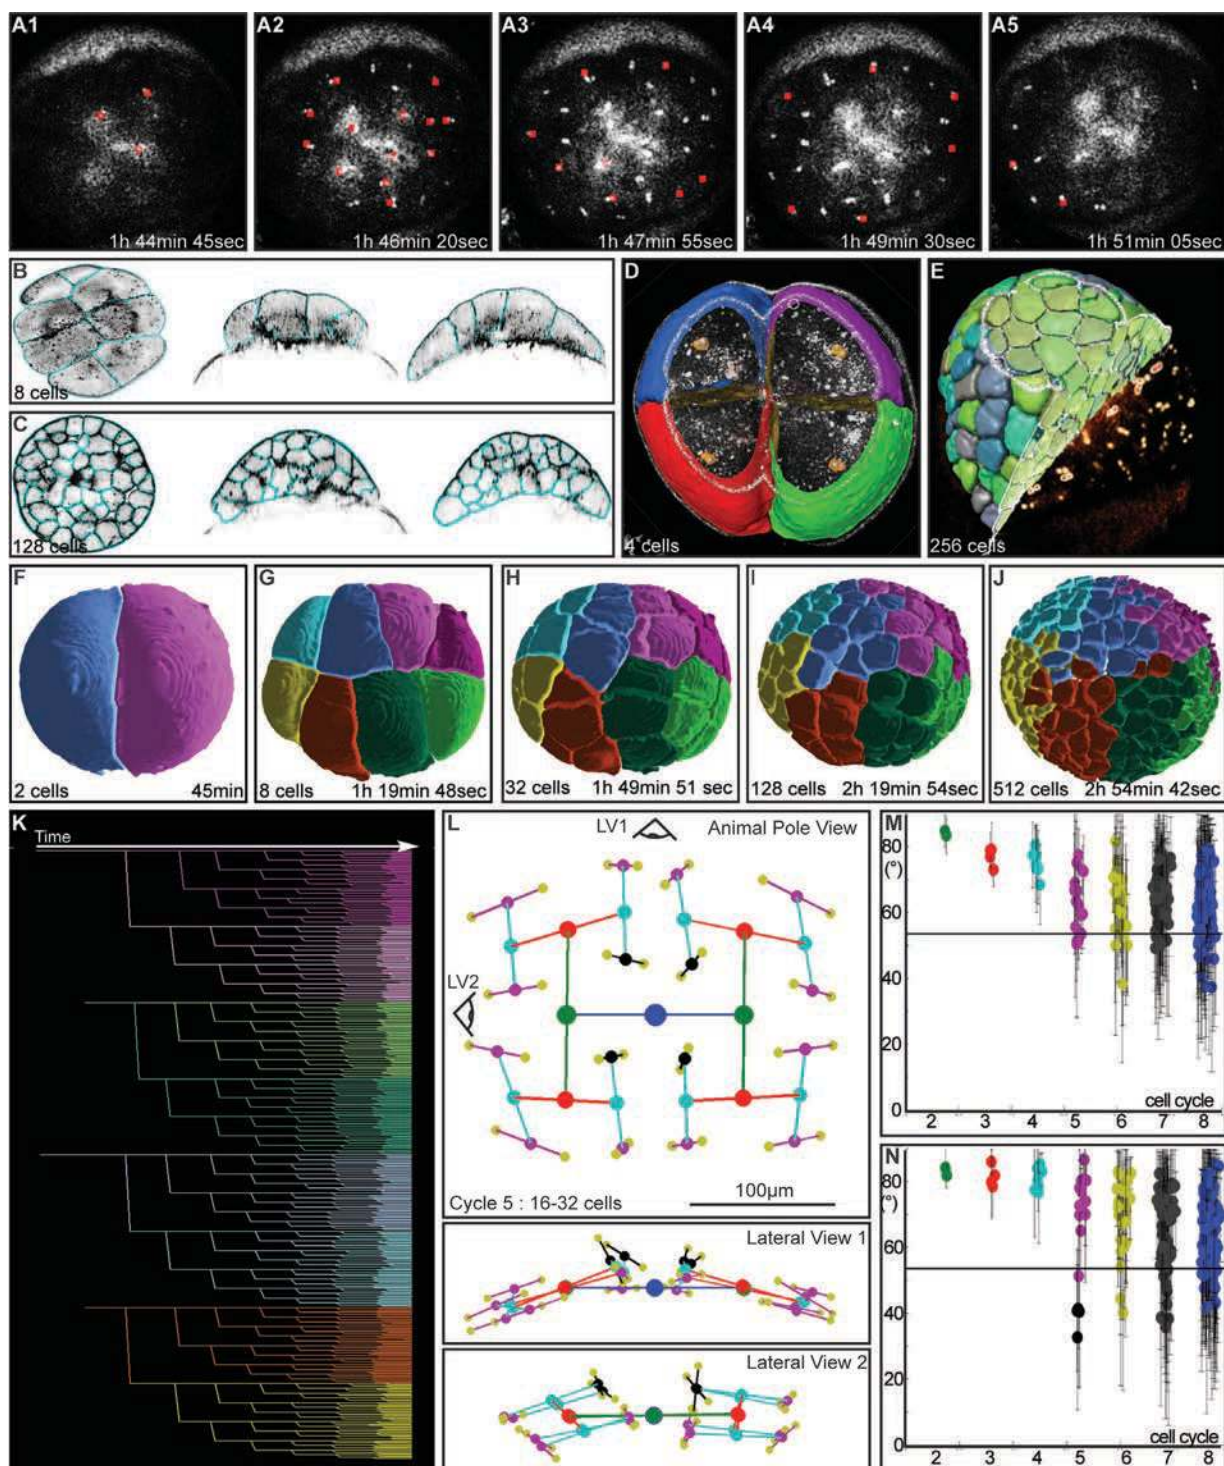 A1
1h 44min 45sec
A2
1h 46min 20sec
A3
1h 47min 55sec
A4
1h 49min 30sec
A5
1h 51min 05sec
B
8 cells
C
128 cells
D
4 cells
E
256 cells
F
2 cells 45min
G
8 cells 1h 19min 48sec
H
32 cells 1h 49min 51 sec
I
128 cells 2h 19min 54sec
J
512 cells 2h 54min 42sec
K
Time
L
LV1
Animal Pole View
LV2
Cycle 5 : 16-32 cells
100µm
Lateral View 1
Lateral View 2
M
80
(°)
60
40
20
0
cell cycle
2 3 4 5 6 7 8
N
80
(°)
60
40
20
0
cell cycle
2 3 4 5 6 7 8